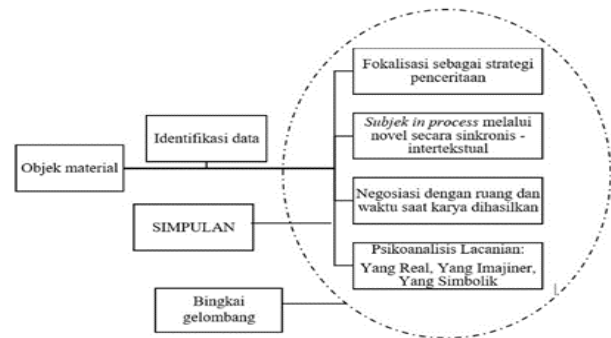 Fokalisasi sebagai strategi
penceritaan
Identifikasi data
Subjek in process melalui
novel secara sinkronis -
intertekstual
Objek material
Negosiasi dengan ruang dan
waktu saat karya dihasilkan
SIMPULAN
Psikoanalisis Lacanian:
Yang Real, Yang Imajiner,
Yang Simbolik
Bingkai
gelombang